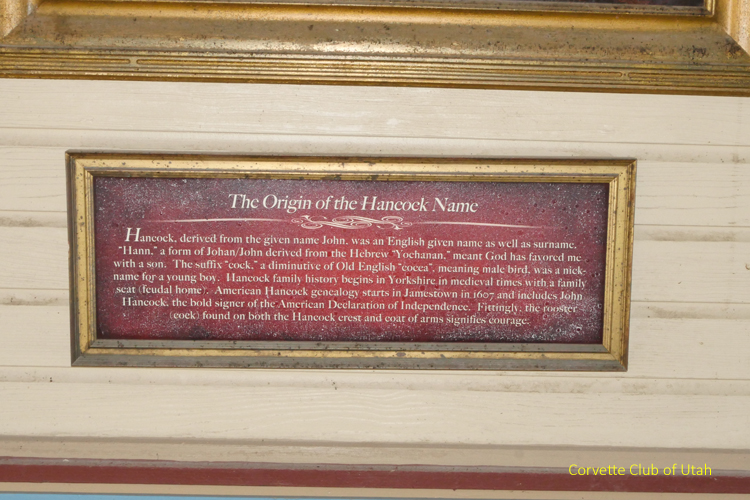 The Origin of the Hancock Name
Hancock, derived from the given name John, was an English given name as well as surname.
"Hann," a form of Johan/John derived from the Hebrew "Yochanan," meant God has favored me
with a son. The suffix "cock," a diminutive of Old English "cocca", meaning male bird, was a nick-
name for a young boy. Hancock family history begins in Yorkshire in medieval times with a family
seat (feudal home). American Hancock genealogy starts in Jamestown in 1607 and includes John
Hancock, the bold signer of the American Declaration of Independence. Fittingly, the rooster
(cock) found on both the Hancock crest and coat of arms signifies courage.
Corvette Club of Utah